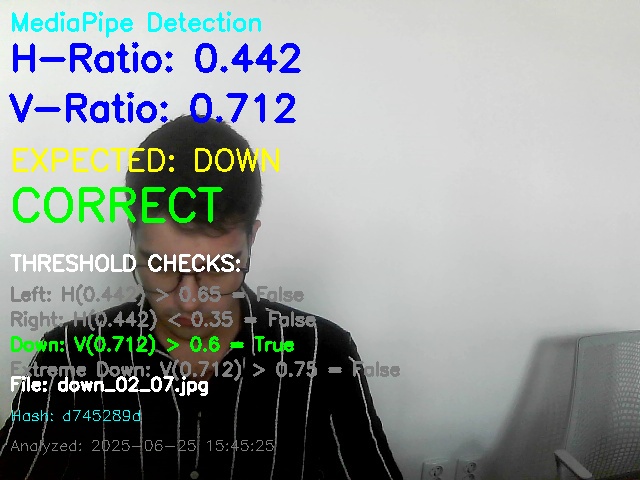 MediaPipe Detection
H-Ratio: 0.442
V-Ratio: 0.712
EXPECTED: DOWN
CORRECT
THRESHOLD CHECKS:
Left: H(0.442) > 0.65 = False
Right: H(0.442) < 0.35 = False
Down: V(0.712) > 0.6 = True
Extreme Down: V(0.712) > 0.75 = False
File: down_02_07.jpg
Hash: d745289d
Analyzed: 2025-06-25 15:45:25